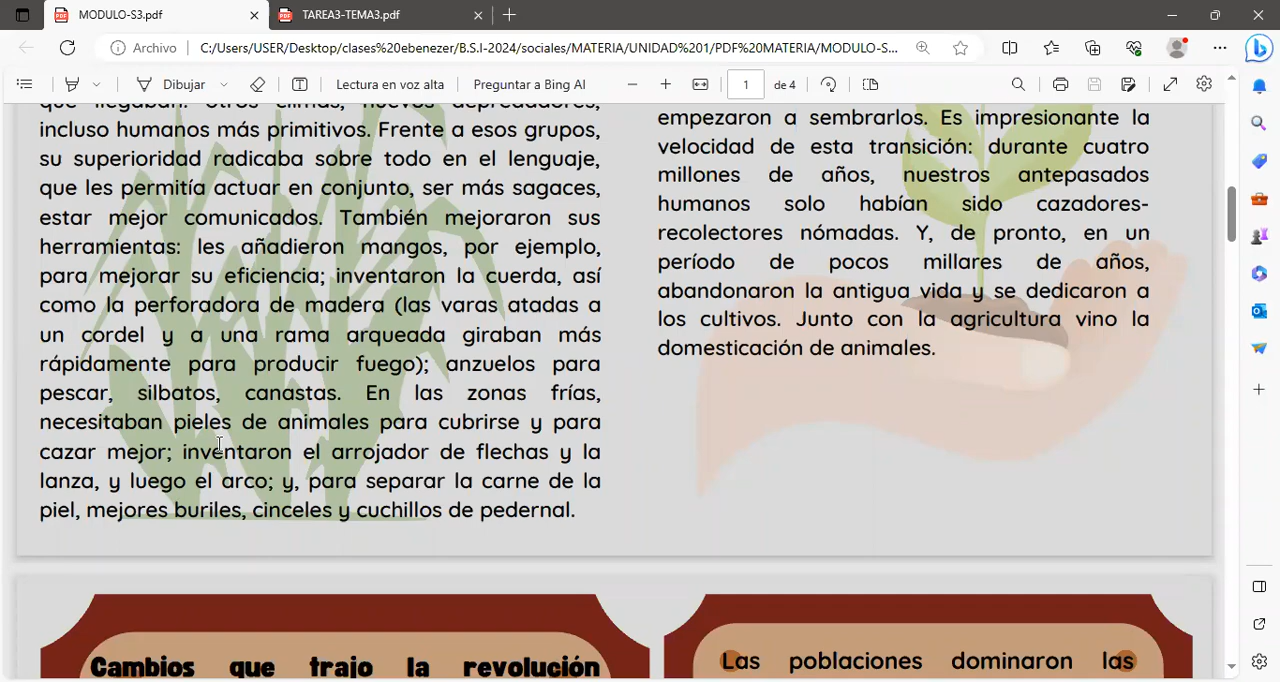 MODULO-S3.pdf
TAREA3-TEMA3.pdf
Archivo
C:/Users/USER/Desktop/clases%20ebenezer/B.S.I-2024/sociales/MATERIA/UNIDAD%201/PDF%20MATERIA/MODULO-S...
Dibujar
Lectura en voz alta
Preguntar a Bing AI
1
de 4
que llegaban: otros climas, nuevos depredadores,
incluso humanos más primitivos. Frente a esos grupos,
su superioridad radicaba sobre todo en el lenguaje,
que les permitía actuar en conjunto, ser más sagaces,
estar mejor comunicados. También mejoraron sus
herramientas: les añadieron mangos, por ejemplo,
para mejorar su eficiencia; inventaron la cuerda, así
como la perforadora de madera (las varas atadas a
un cordel y a una rama arqueada giraban más
rápidamente para producir fuego); anzuelos para
pescar, silbatos, canastas. En las zonas frías,
necesitaban pieles de animales para cubrirse y para
cazar mejor; inventaron el arrojador de flechas y la
lanza, y luego el arco; y, para separar la carne de la
piel, mejores buriles, cinceles y cuchillos de pedernal.
empezaron a sembrarlos. Es impresionante la
velocidad de esta transición: durante cuatro
millones de años, nuestros antepasados
humanos solo habían sido cazadores-
recolectores nómadas. Y, de pronto, en un
período de pocos millares de años,
abandonaron la antigua vida y se dedicaron a
los cultivos. Junto con la agricultura vino la
domesticación de animales.
Cambios que trajo la revolución
Las poblaciones dominaron las